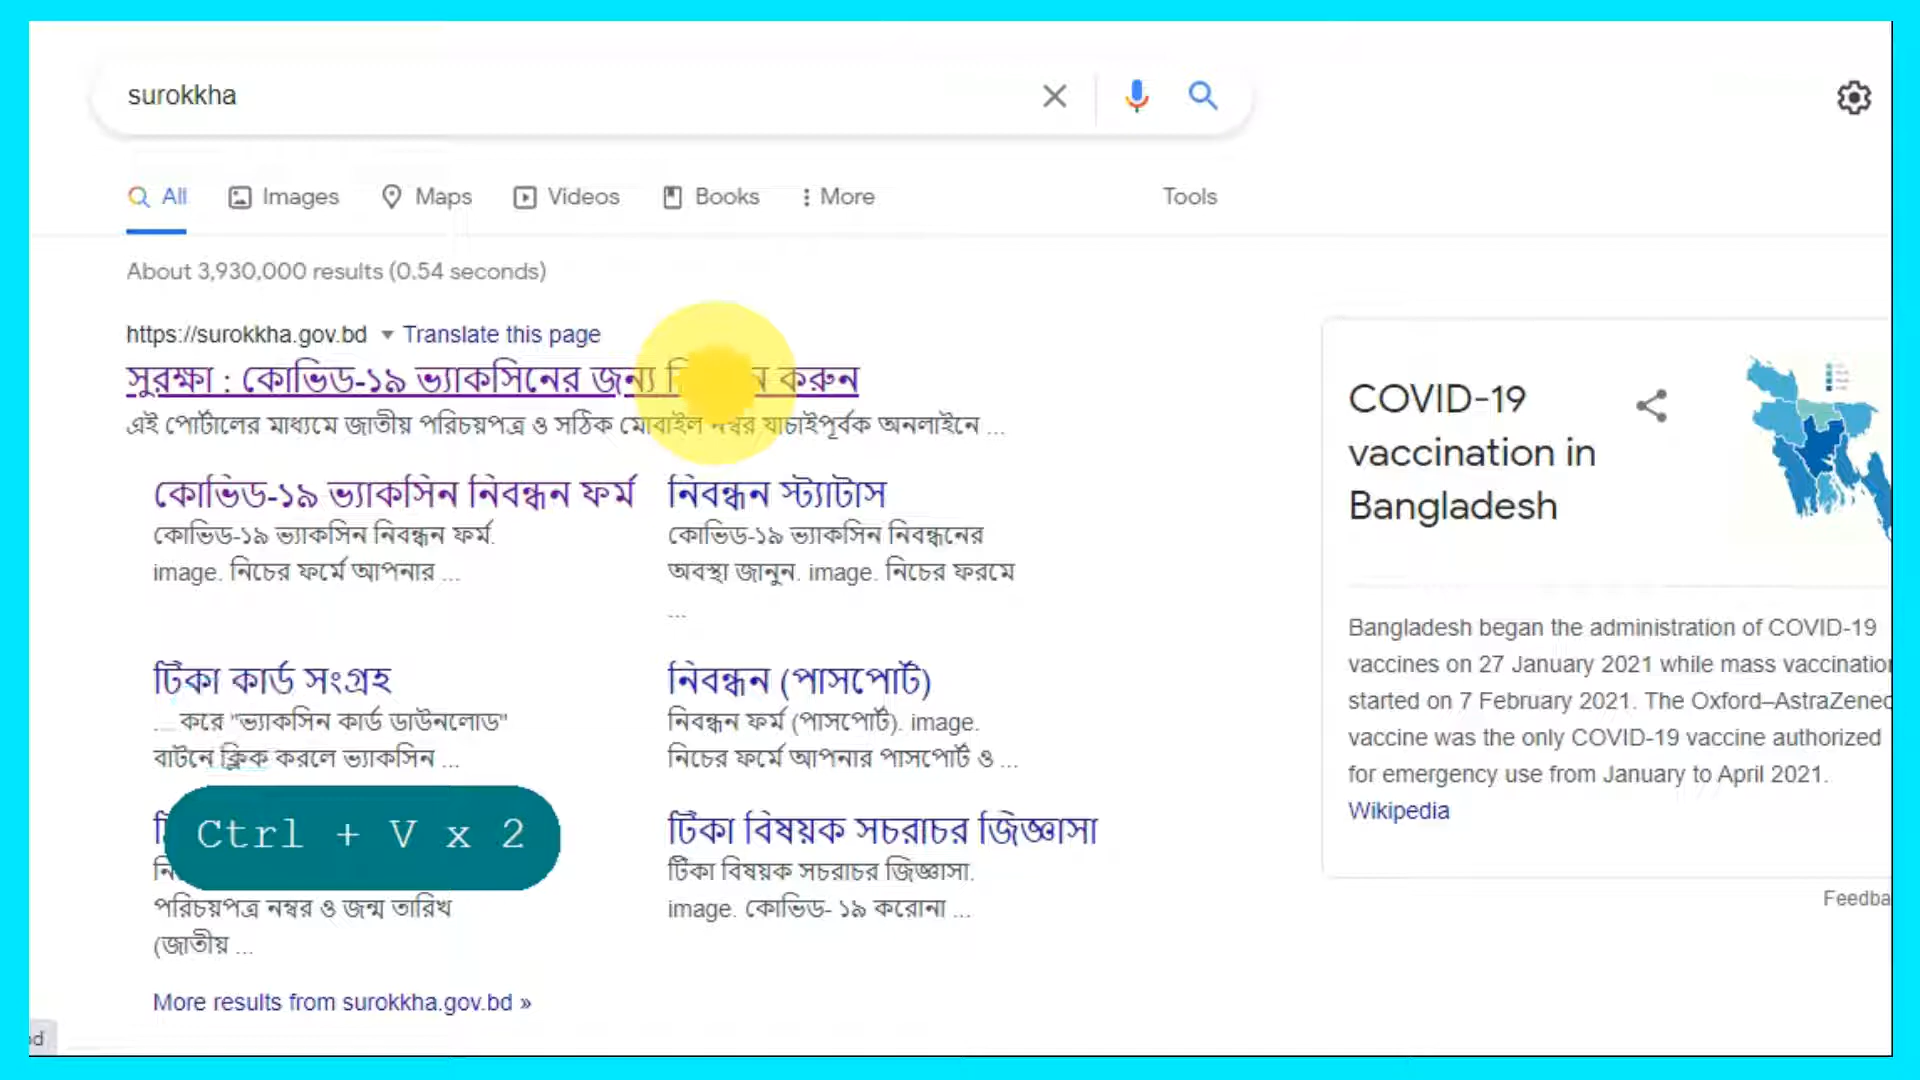 surokkha
All Images Maps Videos Books More Tools
About 3,930,000 results (0.54 seconds)
https://surokkha.gov.bd Translate this page
সুরক্ষা : কোভিড-১৯ ভ্যাকসিনের জন্য করুন
এই পোর্টালের মাধ্যমে জাতীয় পরিচয়পত্র ও সঠিক মোবাইল নম্বর যাচাইপূর্বক অনলাইনে ...
কোভিড-১৯ ভ্যাকসিন নিবন্ধন ফর্ম
কোভিড-১৯ ভ্যাকসিন নিবন্ধন ফর্ম.
image. নিচের ফর্মে আপনার ...
নিবন্ধন স্ট্যাটাস
কোভিড-১৯ ভ্যাকসিন নিবন্ধনের
অবস্থা জানুন. image. নিচের ফরমে
...
টিকা কার্ড সংগ্রহ
... করে "ভ্যাকসিন কার্ড ডাউনলোড"
বাটনে ক্লিক করলে ভ্যাকসিন ...
নিবন্ধন (পাসপোর্ট)
নিবন্ধন ফর্ম (পাসপোর্ট). image.
নিচের ফর্মে আপনার পাসপোর্ট ও ...
Ctrl + V x 2
পরিচয়পত্র নম্বর ও জন্ম তারিখ
(জাতীয় ...
টিকা বিষয়ক সচরাচর জিজ্ঞাসা
টিকা বিষয়ক সচরাচর জিজ্ঞাসা.
image. কোভিড- ১৯ করোনা ...
More results from surokkha.gov.bd »
COVID-19
vaccination in
Bangladesh
Bangladesh began the administration of COVID-19
vaccines on 27 January 2021 while mass vaccination
started on 7 February 2021. The Oxford–AstraZenec
vaccine was the only COVID-19 vaccine authorized
for emergency use from January to April 2021.
Wikipedia
Feedba